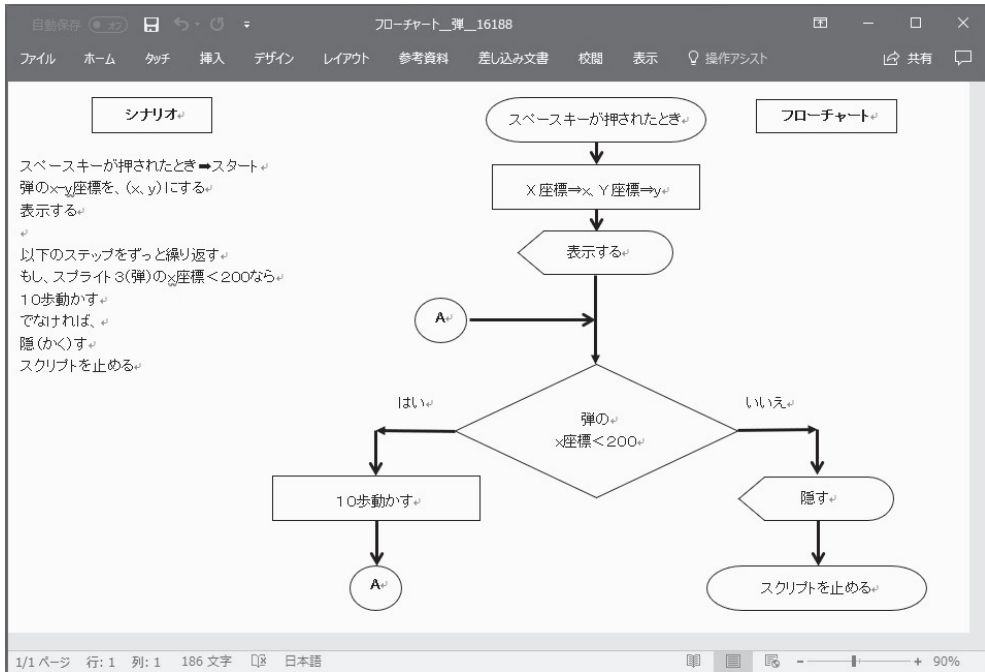 自動保存 オフ フローチャート__弾__16188
ファイル ホーム タッチ 挿入 デザイン レイアウト 参考資料 差し込み文書 校閲 表示 操作アシスト 共有
シナリオ
スペースキーが押されたとき➡スタート
弾のx-y座標を、(x、y)にする
表示する
以下のステップをずっと繰り返す
もし、スプライト3(弾)のx座標<200なら
10歩動かす
でなければ、
隠(かく)す
スクリプトを止める
フローチャート
スペースキーが押されたとき
X座標⇒x、Y座標⇒y
表示する
A
弾の
x座標<200
はい
いいえ
10歩動かす
隠す
A
スクリプトを止める
1/1 ページ 行: 1 列: 1 186 文字 日本語 90%